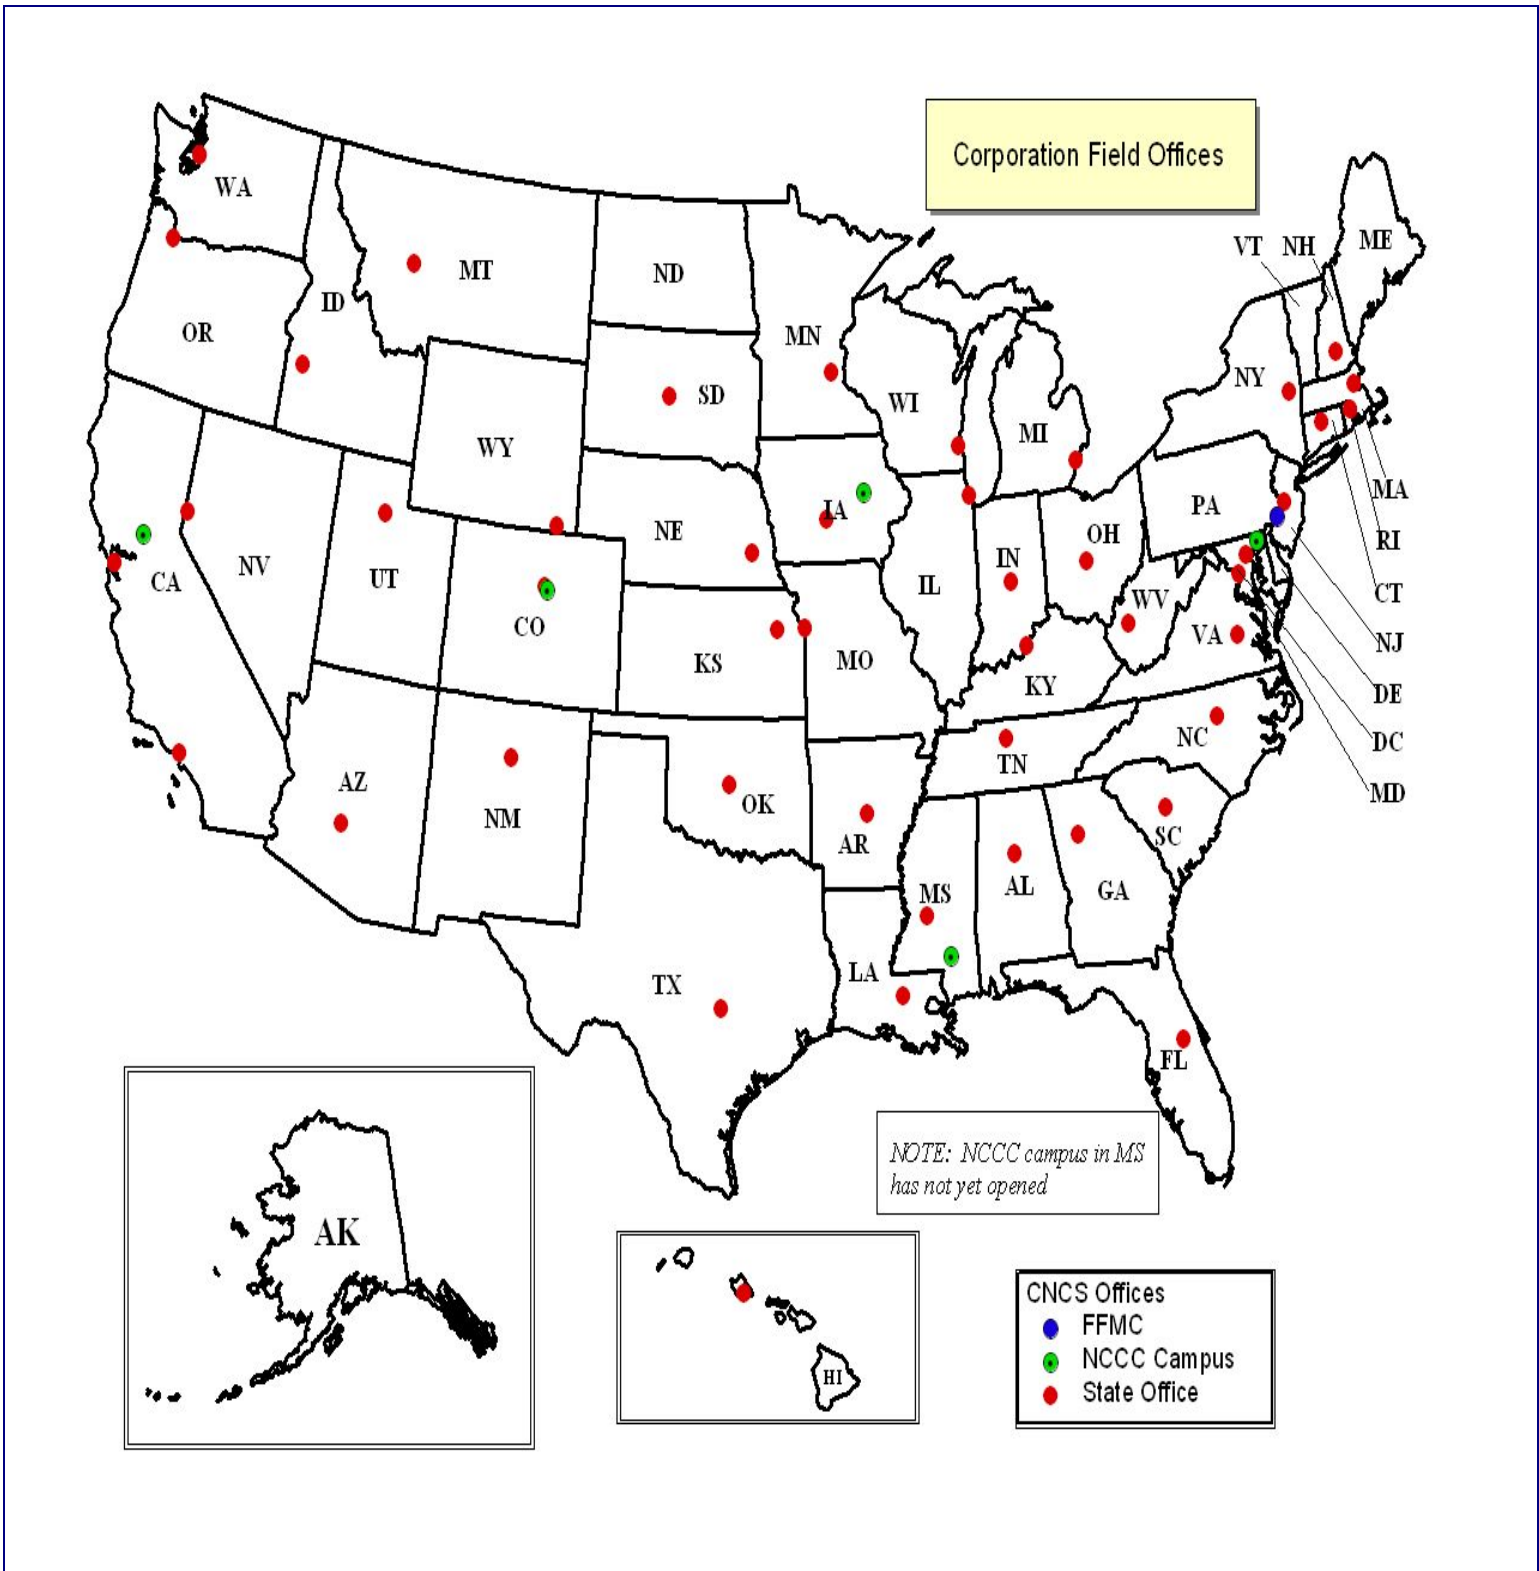 Corporation Field Offices
WA
MT
ND
VT
NH
ME
ID
OR
MN
SD
WI
NY
MI
WY
MA
IA
PA
NE
OH
RI
NV
UT
CA
IN
IL
CT
WV
CO
VA
NJ
KS
MO
KY
DE
NC
DC
TN
AZ
MD
OK
NM
AR
SC
MS
AL
GA
LA
TX
FL
NOTE: NCCC campus in MS
has not yet opened
AK
HI
CNCS Offices
FFMC
NCCC Campus
State Office